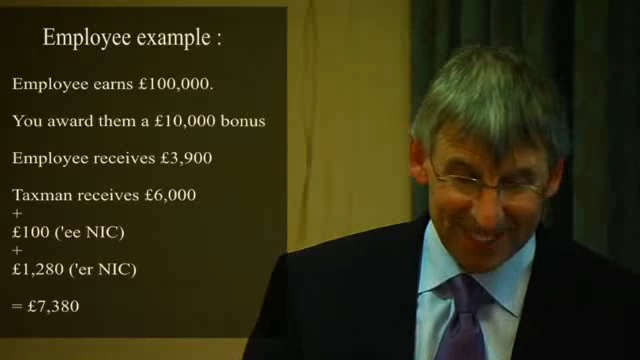 Employee example :
Employee earns £100,000.
You award them a £10,000 bonus
Employee receives £3,900
Taxman receives £6,000
+
£100 ('ee NIC)
+
£1,280 ('er NIC)
= £7,380